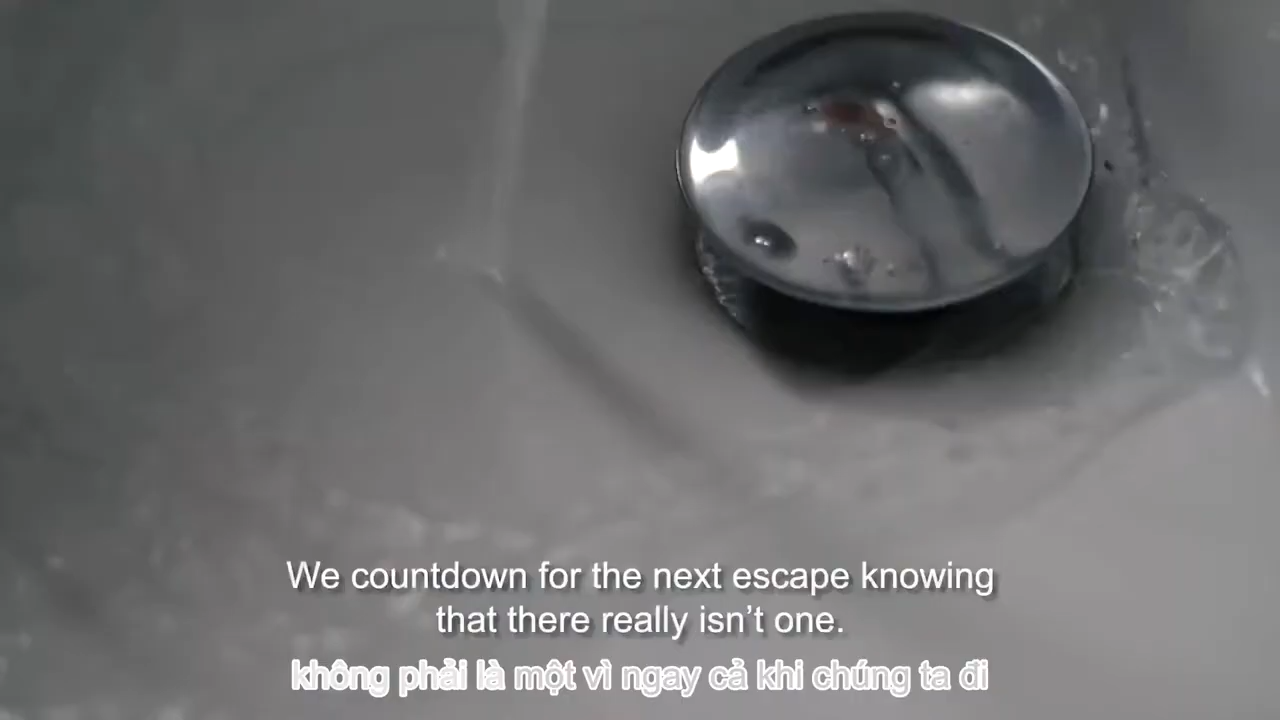 We countdown for the next escape knowing
that there really isn't one.
không phải là một vì ngay cả khi chúng ta đi